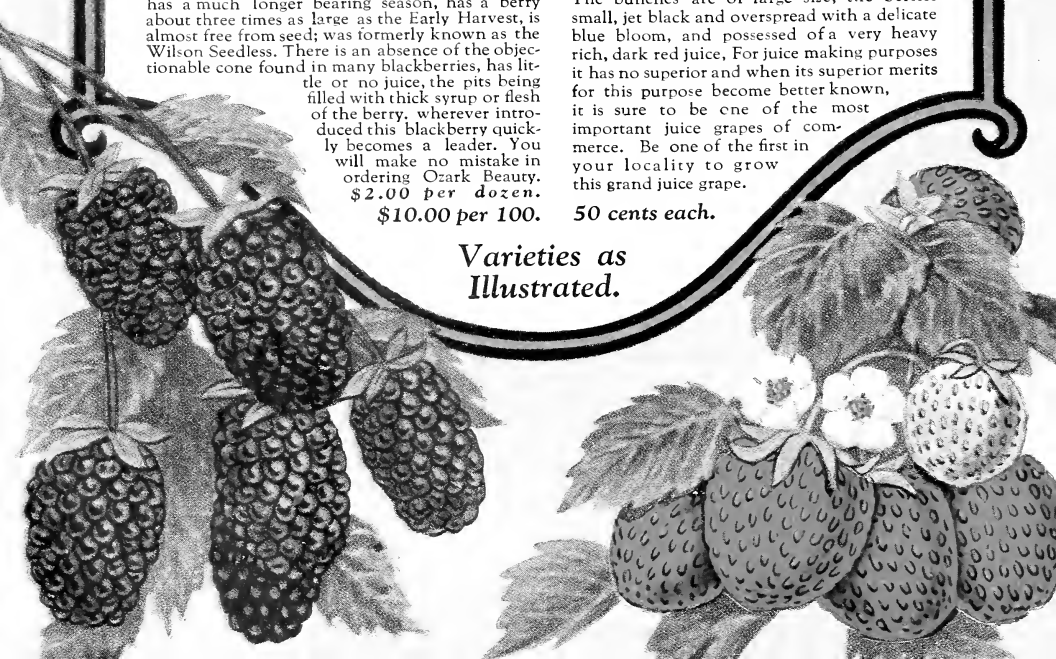 has a much longer bearing season, has a berry
about three times as large as the Early Harvest, is
almost free from seed; was formerly known as the
Wilson Seedless. There is an absence of the objec-
tionable cone found in many blackberries, has lit-
tle or no juice, the pits being
filled with thick syrup or flesh
of the berry. wherever intro-
duced this blackberry quick-
ly becomes a leader. You
will make no mistake in
ordering Ozark Beauty.
$2.00 per dozen.
$10.00 per 100.
small, jet black and overspread with a delicate
blue bloom, and possessed of a very heavy
rich, dark red juice, For juice making purposes
it has no superior and when its superior merits
for this purpose become better known,
it is sure to be one of the most
important juice grapes of com-
merce. Be one of the first in
your locality to grow
this grand juice grape.
50 cents each.
Varieties as
Illustrated.